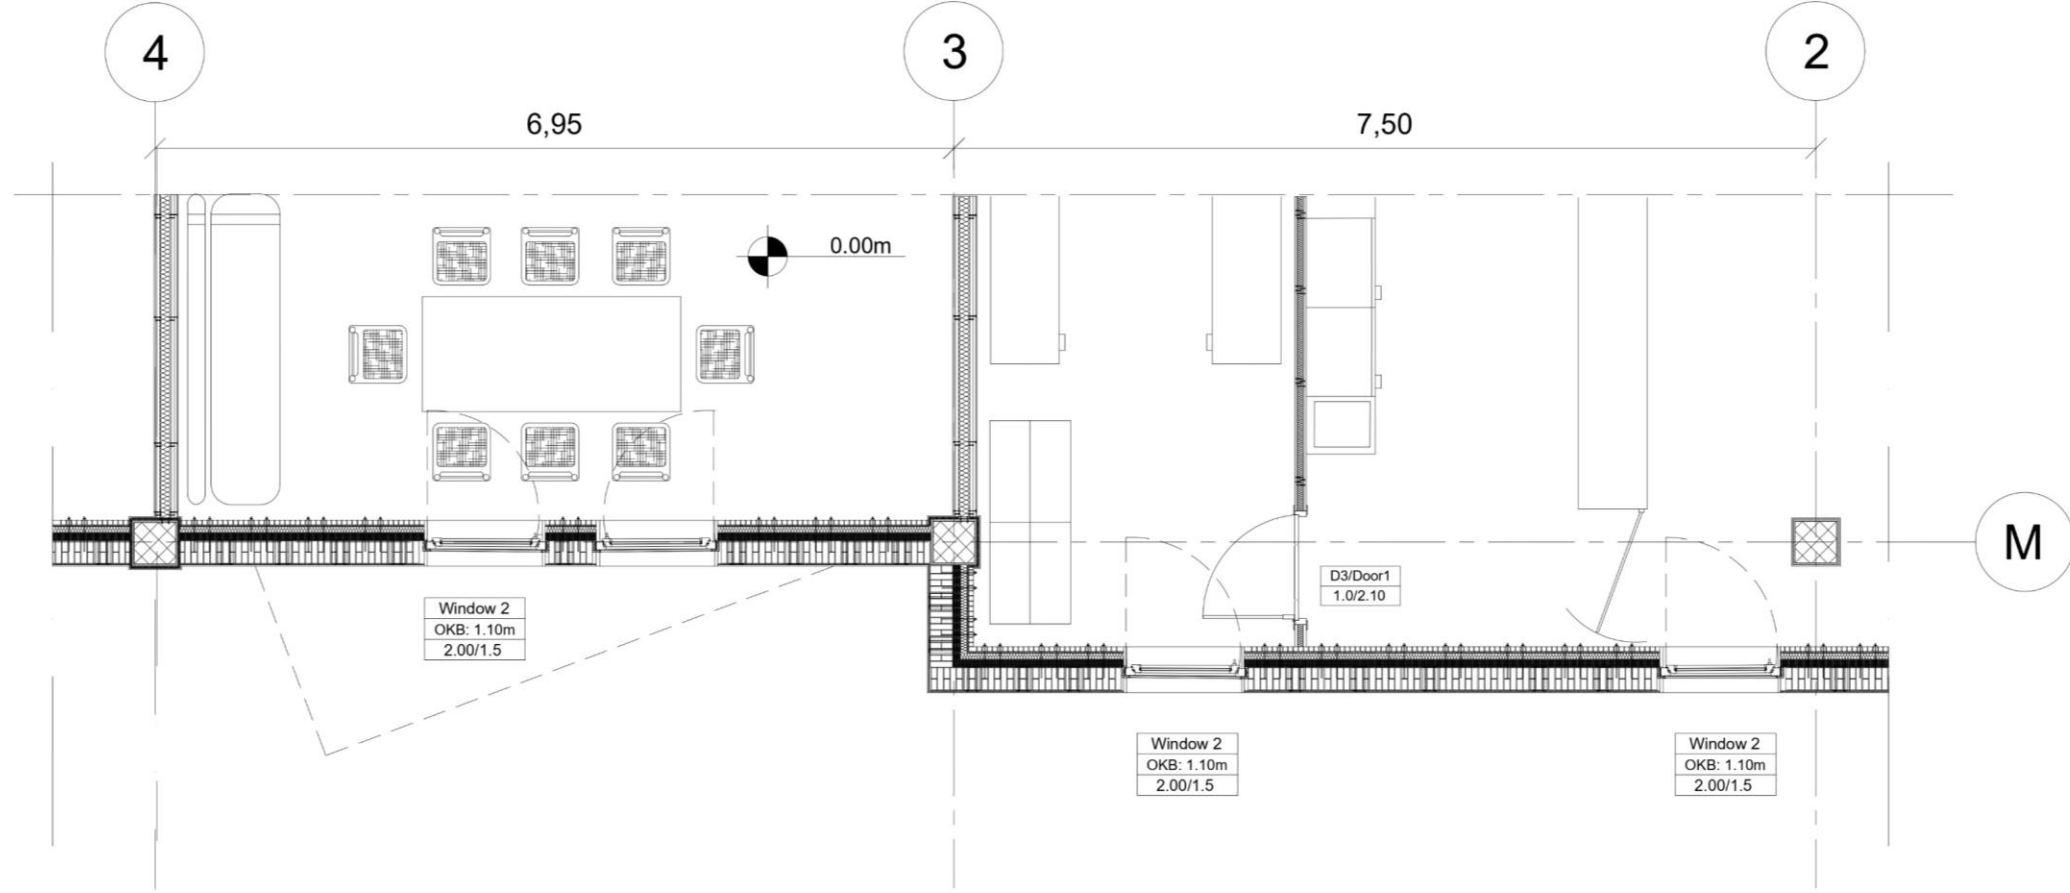 4
3
2
6,95
7,50
0.00m
M
D3/Door1
1.0/2.10
Window 2
OKB: 1.10m
2.00/1.5
Window 2
OKB: 1.10m
2.00/1.5
Window 2
OKB: 1.10m
2.00/1.5